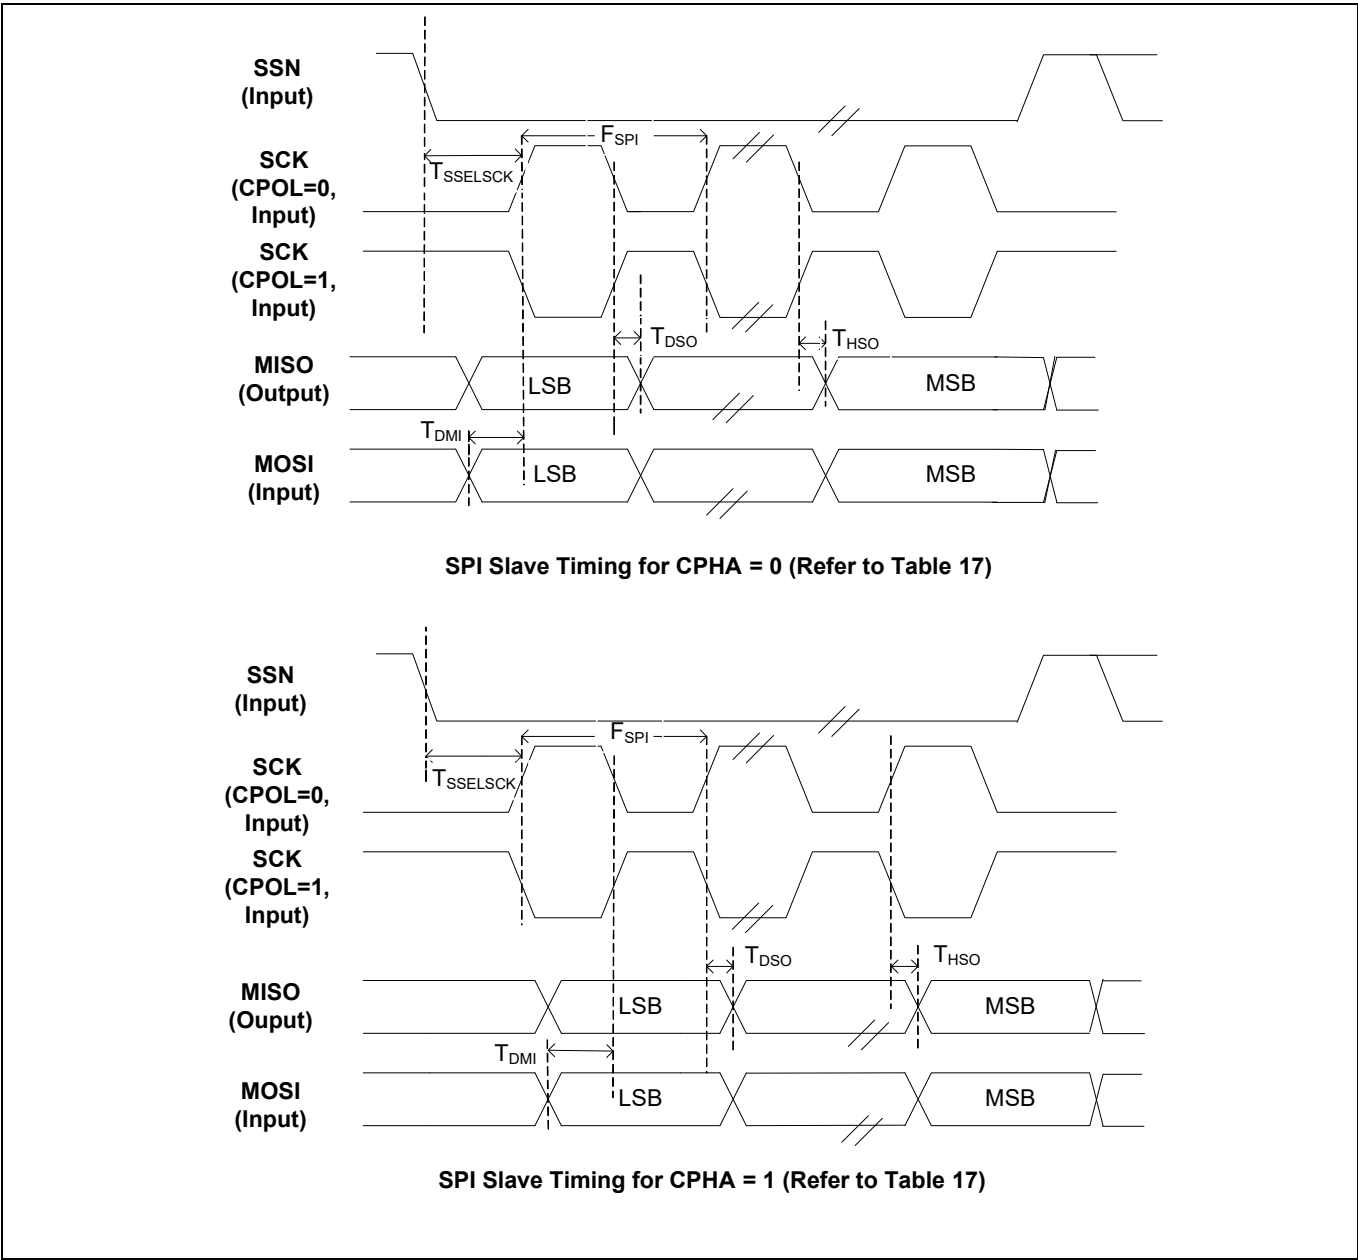 SSN
(Input)
F_SPI
SCK
(CPOL=0,
Input)
T_SSELSCK
SCK
(CPOL=1,
Input)
T_DSO
T_HSO
MISO
(Output)
LSB
MSB
T_DMI
MOSI
(Input)
LSB
MSB
SPI Slave Timing for CPHA = 0 (Refer to Table 17)
SSN
(Input)
F_SPI
SCK
(CPOL=0,
Input)
T_SSELSCK
SCK
(CPOL=1,
Input)
T_DSO
T_HSO
MISO
(Ouput)
LSB
MSB
T_DMI
MOSI
(Input)
LSB
MSB
SPI Slave Timing for CPHA = 1 (Refer to Table 17)